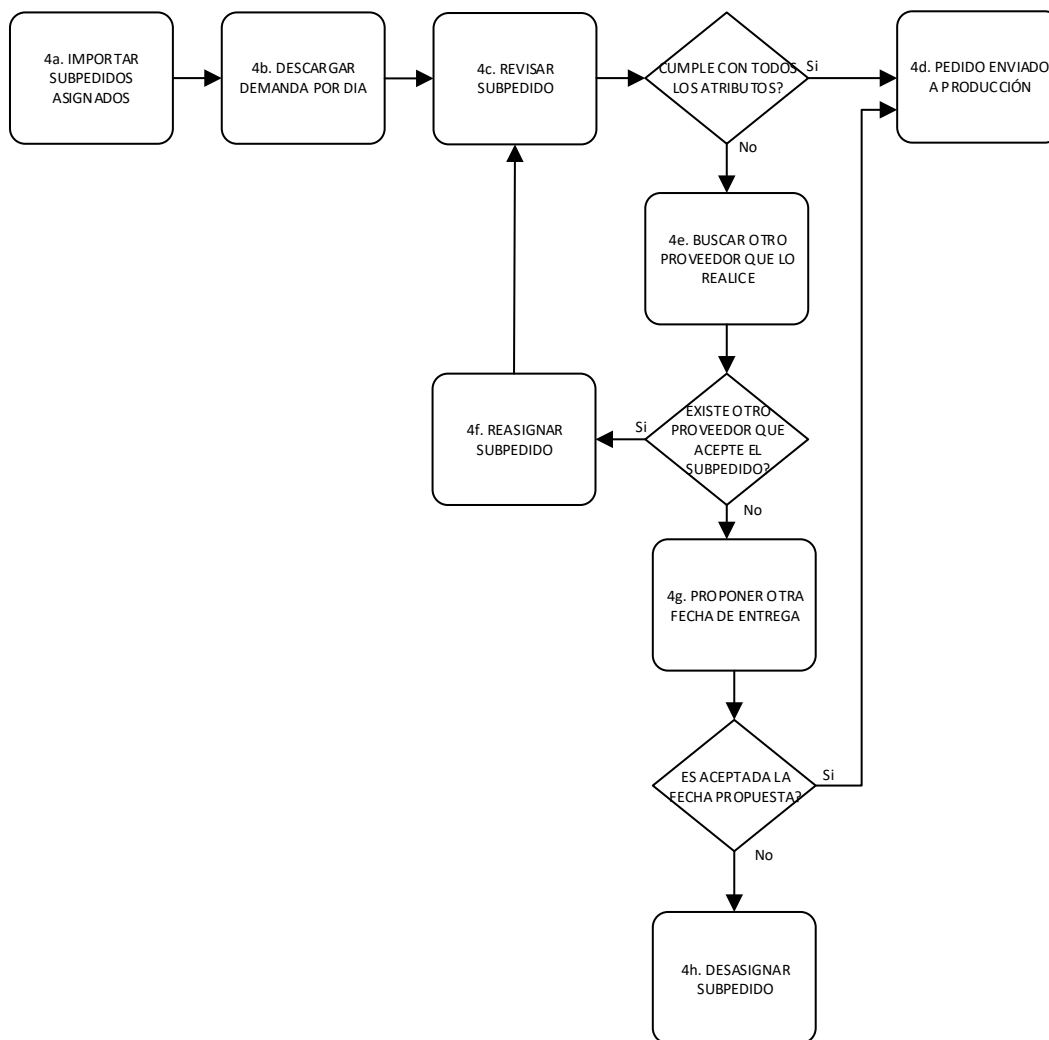 4a. IMPORTAR
SUBPEDIDOS
ASIGNADOS
4b. DESCARGAR
DEMANDA POR DIA
4c. REVISAR
SUBPEDIDO
CUMPLE CON TODOS
LOS ATRIBUTOS?
Si
4d. PEDIDO ENVIADO
A PRODUCCIÓN
No
4e. BUSCAR OTRO
PROVEEDOR QUE LO
REALICE
EXISTE OTRO
PROVEEDOR QUE
ACEPTE EL
SUBPEDIDO?
Si
4f. REASIGNAR
SUBPEDIDO
No
4g. PROPONER OTRA
FECHA DE ENTREGA
ES ACEPTADA LA
FECHA PROPUESTA?
Si
No
4h. DESASIGNAR
SUBPEDIDO